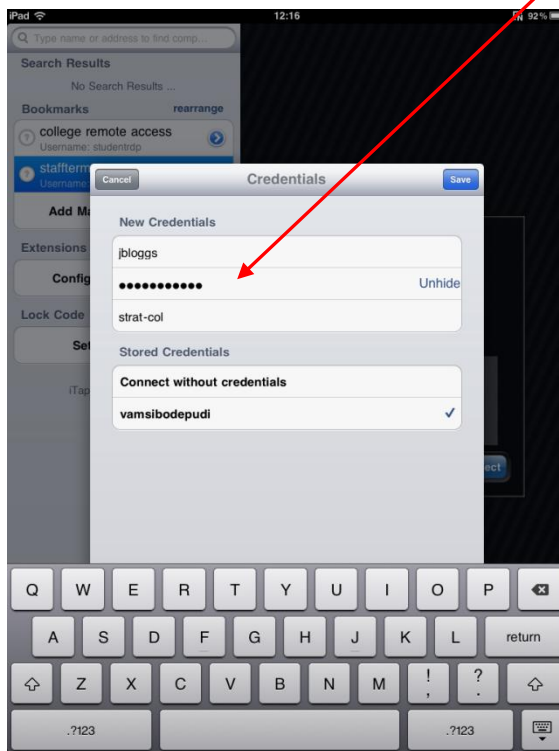 iPad 12:16 92%
Type name or address to find comp...
Search Results
No Search Results ...
Bookmarks rearrange
college remote access
Username: studentrdp
staffterm
Username:
Cancel Credentials Save
Add Ma
New Credentials
jbloggs
Extensions
Config
●●●●●●●●●●● Unhide
Lock Code
strat-col
Set
Stored Credentials
iTap
Connect without credentials
vamsibodepudi ✓
ect
Q W E R T Y U I O P
A S D F G H J K L return
Z X C V B N M ! , ? .
.?123 .?123